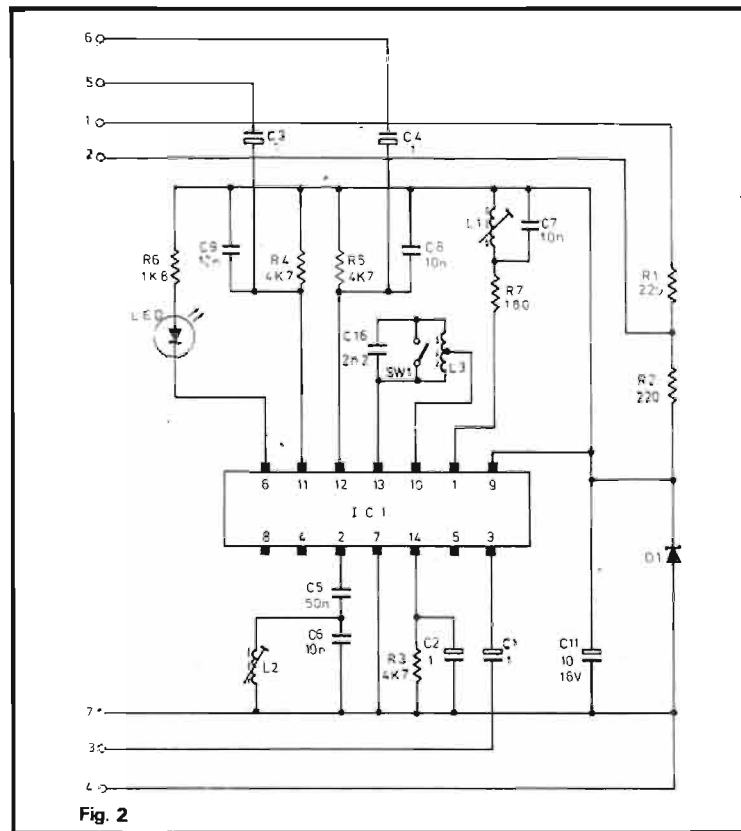 6
5
1
2
C3
C4
1
R6
1K8
LED
C9
10n
R4
4K7
R5
4K7
C8
10n
L1
C7
10n
R7
180
R1
R2
220
C16
2n2
SW1
L3
6 11 12 13 10 1 9
IC1
8 4 2 7 14 5 3
D1
C5
50n
C6
10n
L2
R3
4K7
C2
1
1
C11
10
16V
7
3
4
Fig. 2